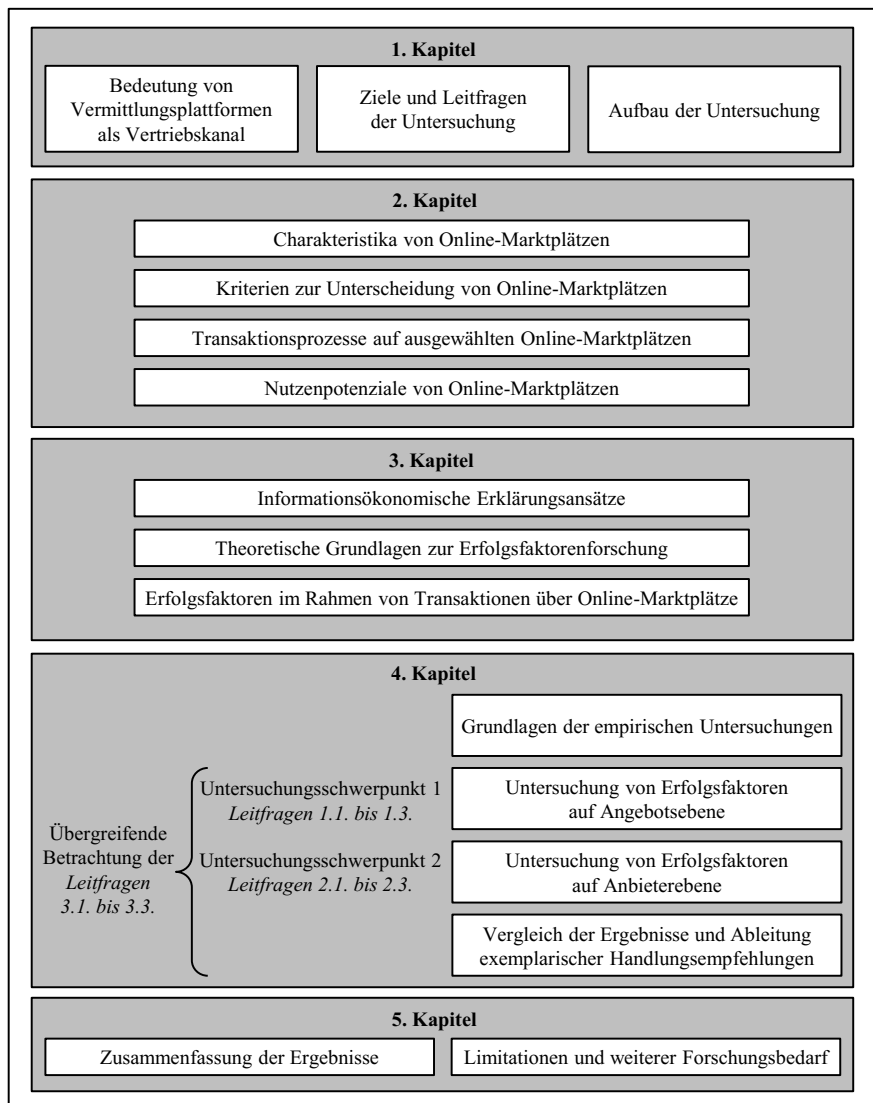 1. Kapitel
Bedeutung von
Vermittlungsplattformen
als Vertriebskanal
Ziele und Leitfragen
der Untersuchung
Aufbau der Untersuchung
2. Kapitel
Charakteristika von Online-Marktplätzen
Kriterien zur Unterscheidung von Online-Marktplätzen
Transaktionsprozesse auf ausgewählten Online-Marktplätzen
Nutzenpotenziale von Online-Marktplätzen
3. Kapitel
Informationsökonomische Erklärungsansätze
Theoretische Grundlagen zur Erfolgsfaktorenforschung
Erfolgsfaktoren im Rahmen von Transaktionen über Online-Marktplätze
4. Kapitel
Grundlagen der empirischen Untersuchungen
Übergreifende
Betrachtung der
Leitfragen
3.1. bis 3.3.
Untersuchungsschwerpunkt 1
Leitfragen 1.1. bis 1.3.
Untersuchung von Erfolgsfaktoren
auf Angebotsebene
Untersuchungsschwerpunkt 2
Leitfragen 2.1. bis 2.3.
Untersuchung von Erfolgsfaktoren
auf Anbieterebene
Vergleich der Ergebnisse und Ableitung
exemplarischer Handlungsempfehlungen
5. Kapitel
Zusammenfassung der Ergebnisse
Limitationen und weiterer Forschungsbedarf